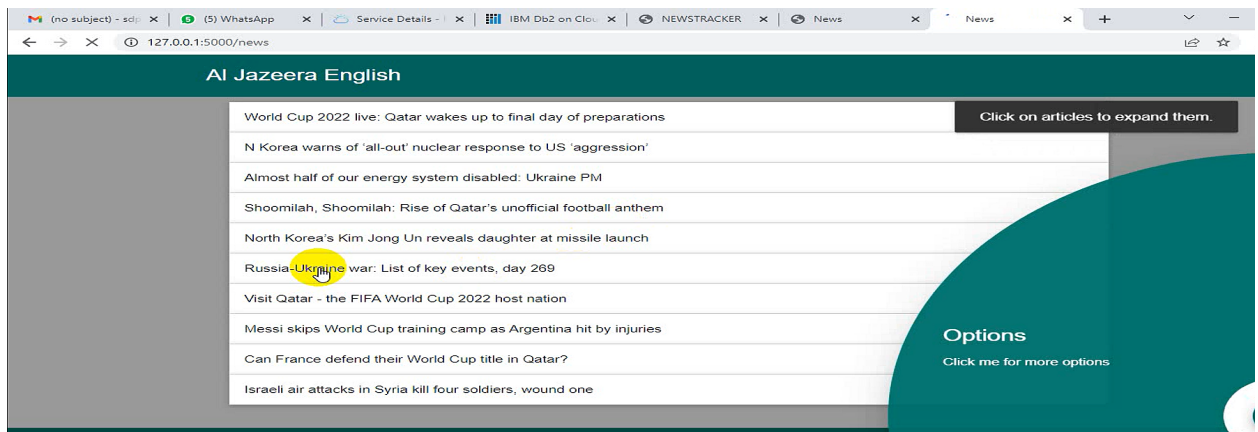 (no subject) - sdp (5) WhatsApp Service Details - IBM Db2 on Clou NEWSTRACKER News News
127.0.0.1:5000/news
Al Jazeera English
World Cup 2022 live: Qatar wakes up to final day of preparations
Click on articles to expand them.
N Korea warns of ‘all-out’ nuclear response to US ‘aggression’
Almost half of our energy system disabled: Ukraine PM
Shoomilah, Shoomilah: Rise of Qatar’s unofficial football anthem
North Korea’s Kim Jong Un reveals daughter at missile launch
Russia-Ukraine war: List of key events, day 269
Visit Qatar - the FIFA World Cup 2022 host nation
Messi skips World Cup training camp as Argentina hit by injuries
Can France defend their World Cup title in Qatar?
Israeli air attacks in Syria kill four soldiers, wound one
Options
Click me for more options